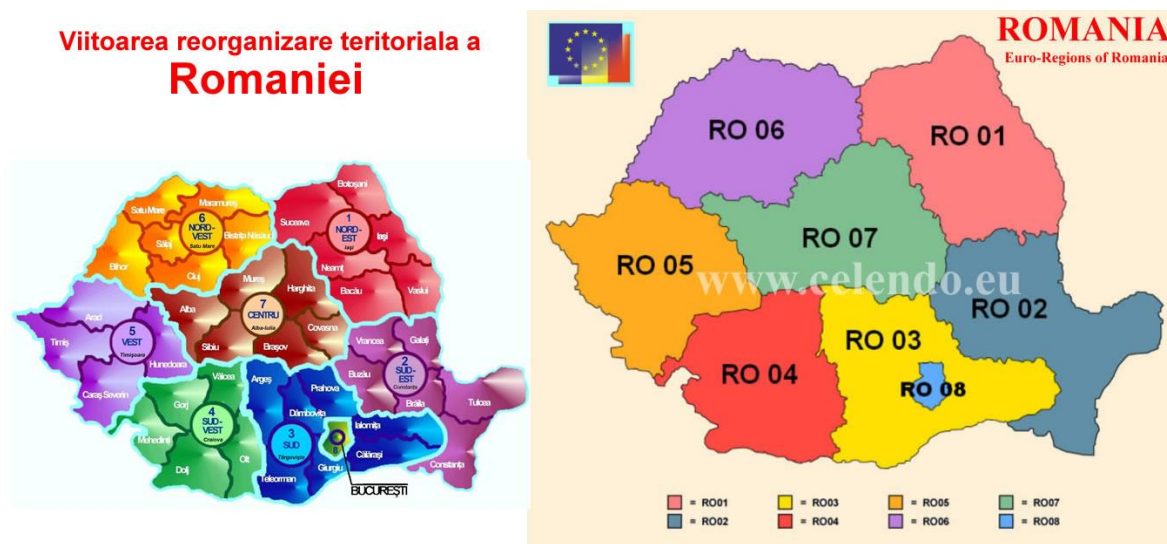 Viitoarea reorganizare teritoriala a
Romaniei
Satu Mare
Maramureș
6
NORD-
VEST
Satu Mare
Bistrița Năsăud
Sălaj
Bihor
Cluj
Botoșani
Suceava
1
NORD-
EST
Iași
Iași
Neamț
Bacău
Vaslui
Mureș
Harghita
Alba
7
CENTRU
Alba-Iulia
Covasna
Sibiu
Brașov
Arad
Timiș
5
VEST
Timișoara
Hunedoara
Caraș Severin
Vrancea
Galați
Buzău
2
SUD-
EST
Constanța
Brăila
Tulcea
Constanța
Vâlcea
Gorj
4
SUD-
VEST
Craiova
Mehedinți
Olt
Dolj
Argeș
Prahova
Dâmbovița
3
SUD
Târgoviște
Ialomița
Călărași
Giurgiu
Teleorman
8
BUCUREȘTI
ROMANIA
Euro-Regions of Romania
RO 06
RO 01
RO 07
RO 05
www.celendo.eu
RO 02
RO 03
RO 04
RO 08
= RO01 = RO03 = RO05 = RO07
= RO02 = RO04 = RO06 = RO08